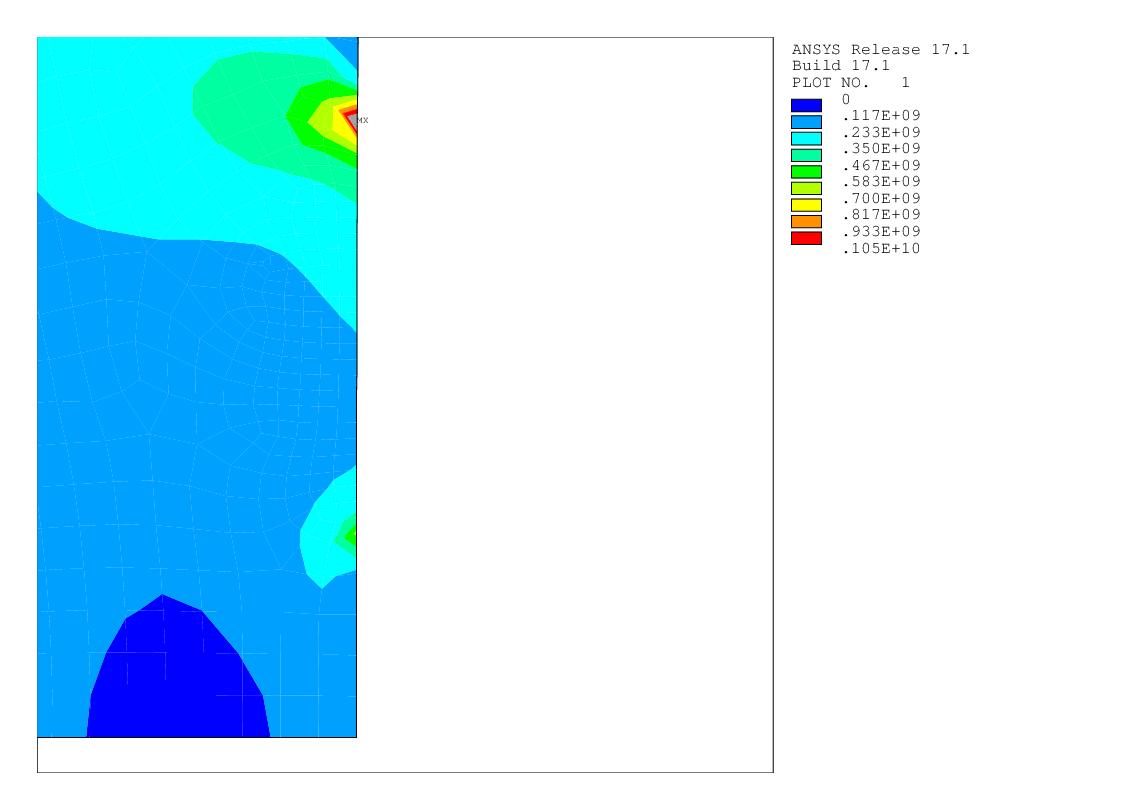 ANSYS Release 17.1
Build 17.1
PLOT NO. 1
0
.117E+09
.233E+09
.350E+09
.467E+09
.583E+09
.700E+09
.817E+09
.933E+09
.105E+10
MX